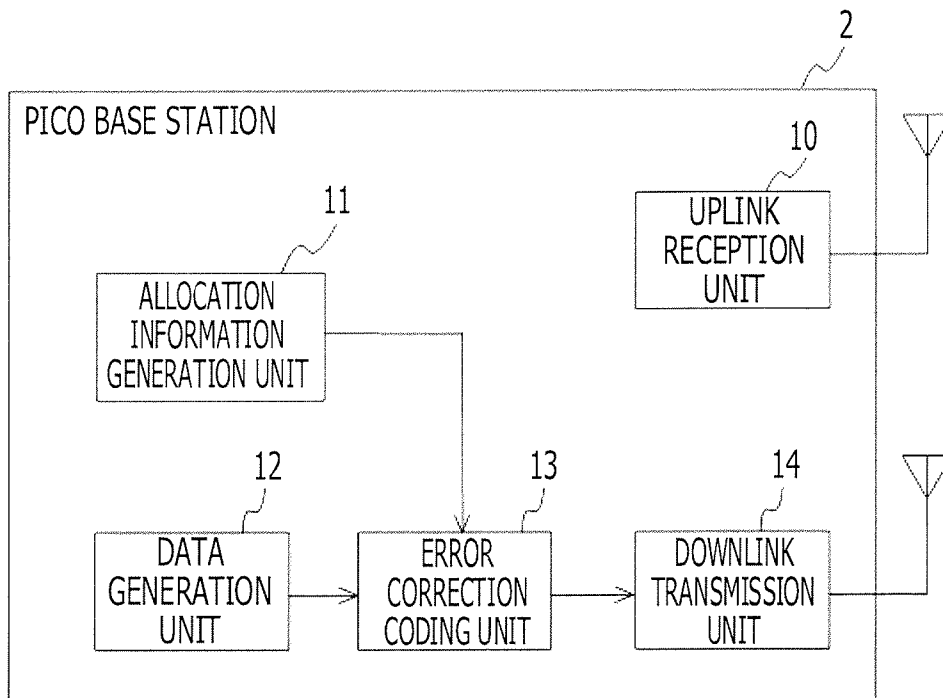 2
PICO BASE STATION
10
UPLINK
RECEPTION
UNIT
11
ALLOCATION
INFORMATION
GENERATION UNIT
12
DATA
GENERATION
UNIT
13
ERROR
CORRECTION
CODING UNIT
14
DOWNLINK
TRANSMISSION
UNIT